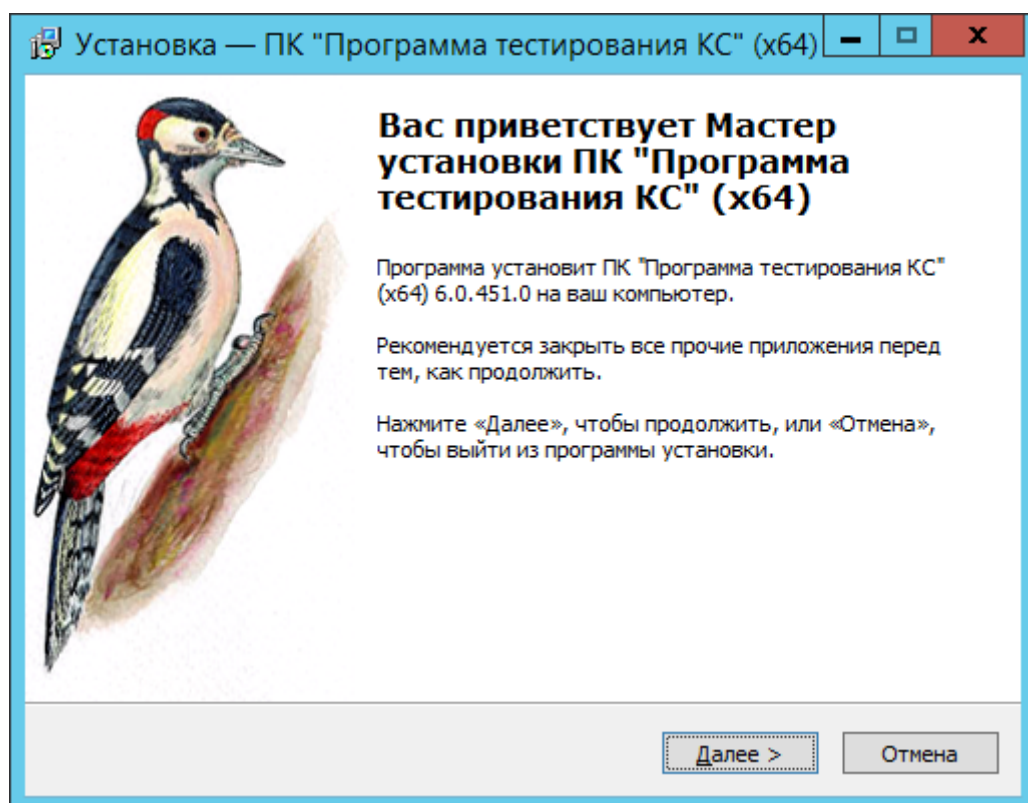 Установка — ПК "Программа тестирования КС" (x64)
Вас приветствует Мастер
установки ПК "Программа
тестирования КС" (x64)
Программа установит ПК "Программа тестирования КС"
(x64) 6.0.451.0 на ваш компьютер.
Рекомендуется закрыть все прочие приложения перед
тем, как продолжить.
Нажмите «Далее», чтобы продолжить, или «Отмена»,
чтобы выйти из программы установки.
Далее >
Отмена